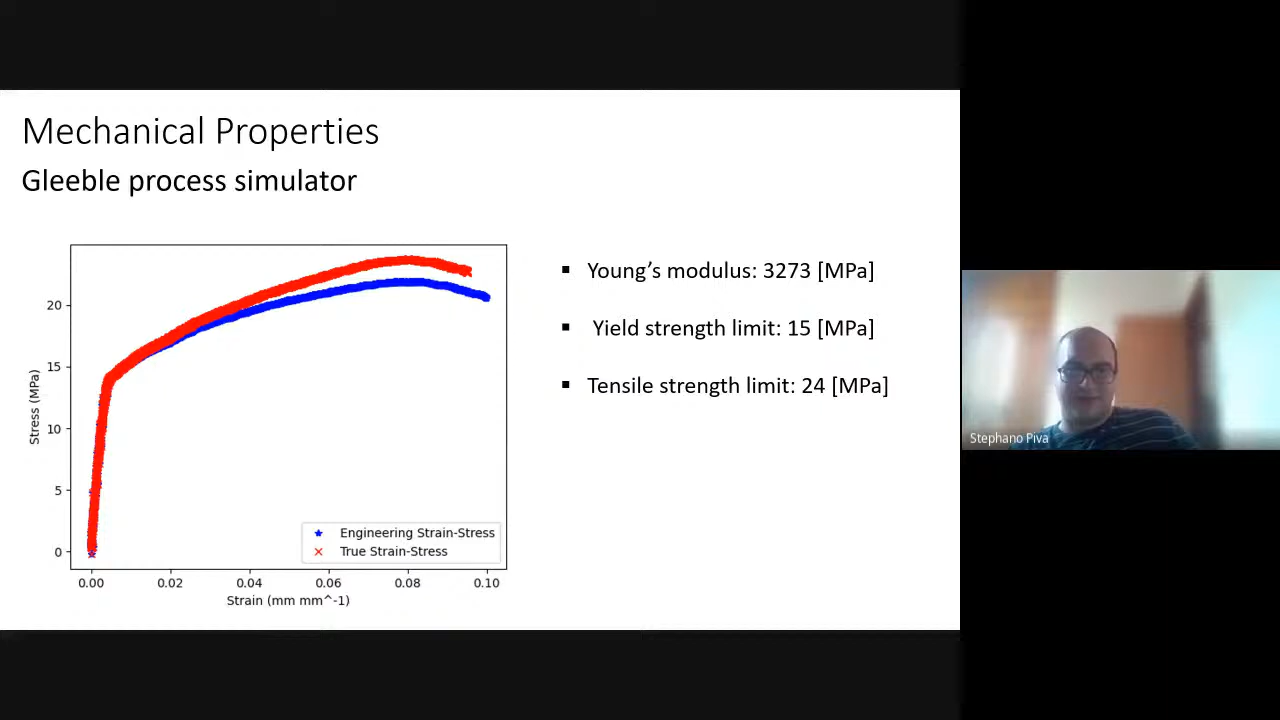 Mechanical Properties
Gleeble process simulator
Stress (MPa)
20
15
10
5
0
Engineering Strain-Stress
True Strain-Stress
0.00 0.02 0.04 0.06 0.08 0.10
Strain (mm mm^-1)
▪ Young’s modulus: 3273 [MPa]
▪ Yield strength limit: 15 [MPa]
▪ Tensile strength limit: 24 [MPa]
Stephano Piva